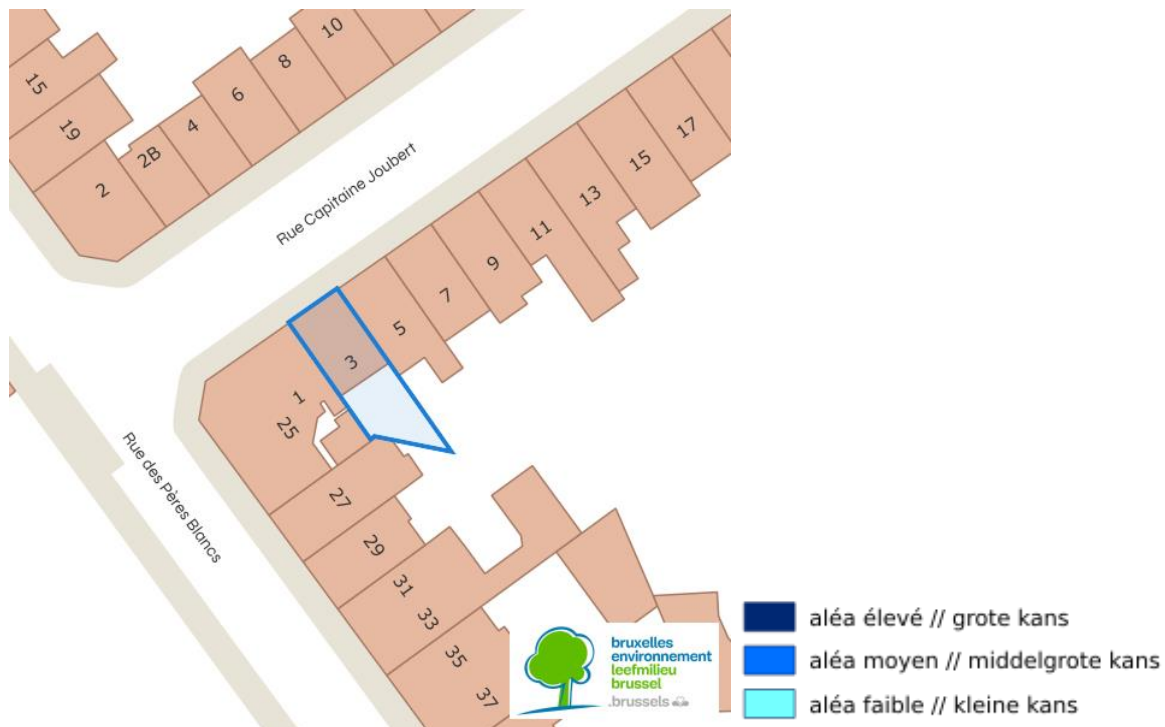 10
8
6
4
2B
2
15
19
Rue Capitaine Joubert
17
15
13
11
9
7
5
3
1
25
Rue des Pères Blancs
27
29
31
33
35
37
bruxelles
environnement
leefmilieu
brussel
.brussels
aléa élevé // grote kans
aléa moyen // middelgrote kans
aléa faible // kleine kans